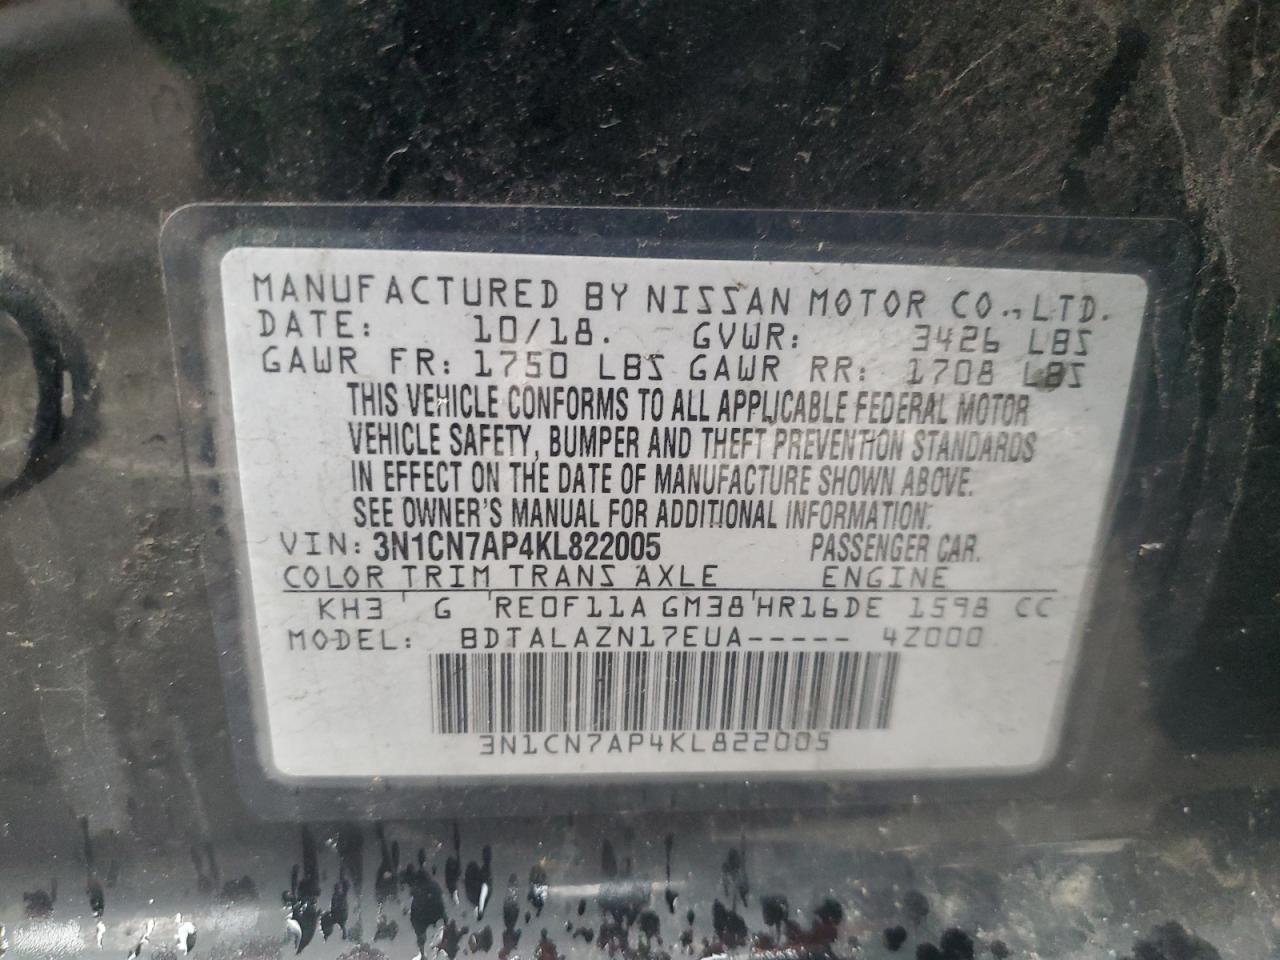 MANUFACTURED BY NISSAN MOTOR CO., LTD.
DATE: 10/18. GVWR: 3426 LBS
GAWR FR: 1750 LBS GAWR RR: 1708 LBS
THIS VEHICLE CONFORMS TO ALL APPLICABLE FEDERAL MOTOR
VEHICLE SAFETY, BUMPER AND THEFT PREVENTION STANDARDS
IN EFFECT ON THE DATE OF MANUFACTURE SHOWN ABOVE.
SEE OWNER'S MANUAL FOR ADDITIONAL INFORMATION.
VIN: 3N1CN7AP4KL822005 PASSENGER CAR.
COLOR TRIM TRANS AXLE ENGINE
KH3 ' G ' RE0F11A GM38 ' HR16DE 1598 CC
MODEL: BDTALAZN17EUA----- 4Z000
3N1CN7AP4KL822005